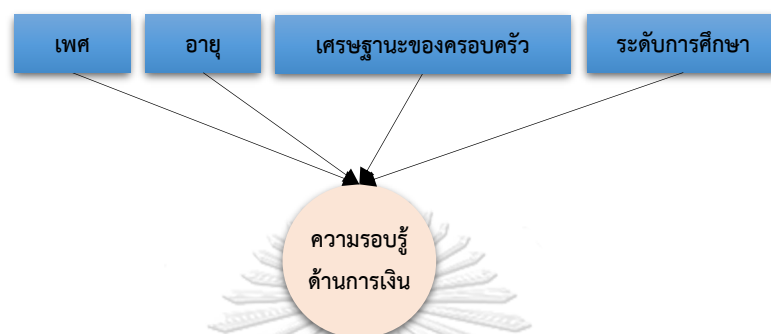 เพศ
อายุ
เศรษฐานะของครอบครัว
ระดับการศึกษา
ความรอบรู้
ด้านการเงิน